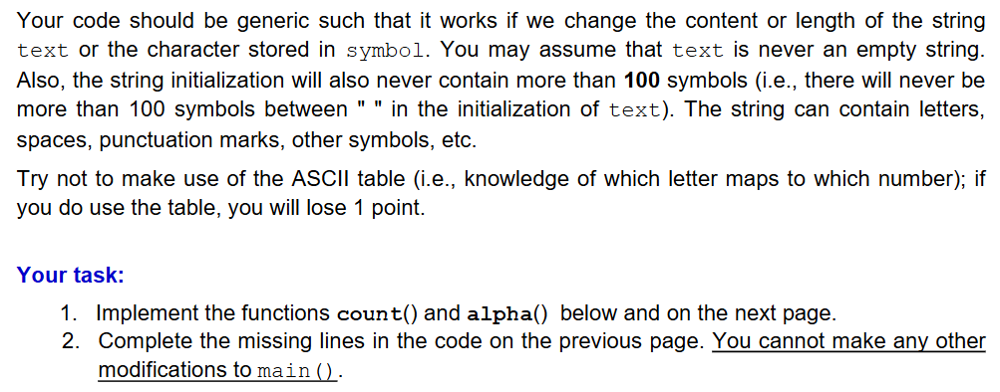 Your code should be generic such that it works if we change the content or length of the string
text or the character stored in symbol. You may assume that text is never an empty string.
Also, the string initialization will also never contain more than 100 symbols (i.e., there will never be
more than 100 symbols between " " in the initialization of text). The string can contain letters,
spaces, punctuation marks, other symbols, etc.
Try not to make use of the ASCII table (i.e., knowledge of which letter maps to which number); if
you do use the table, you will lose 1 point.
Your task:
1. Implement the functions count() and alpha() below and on the next page.
2. Complete the missing lines in the code on the previous page. You cannot make any other
modifications to main().